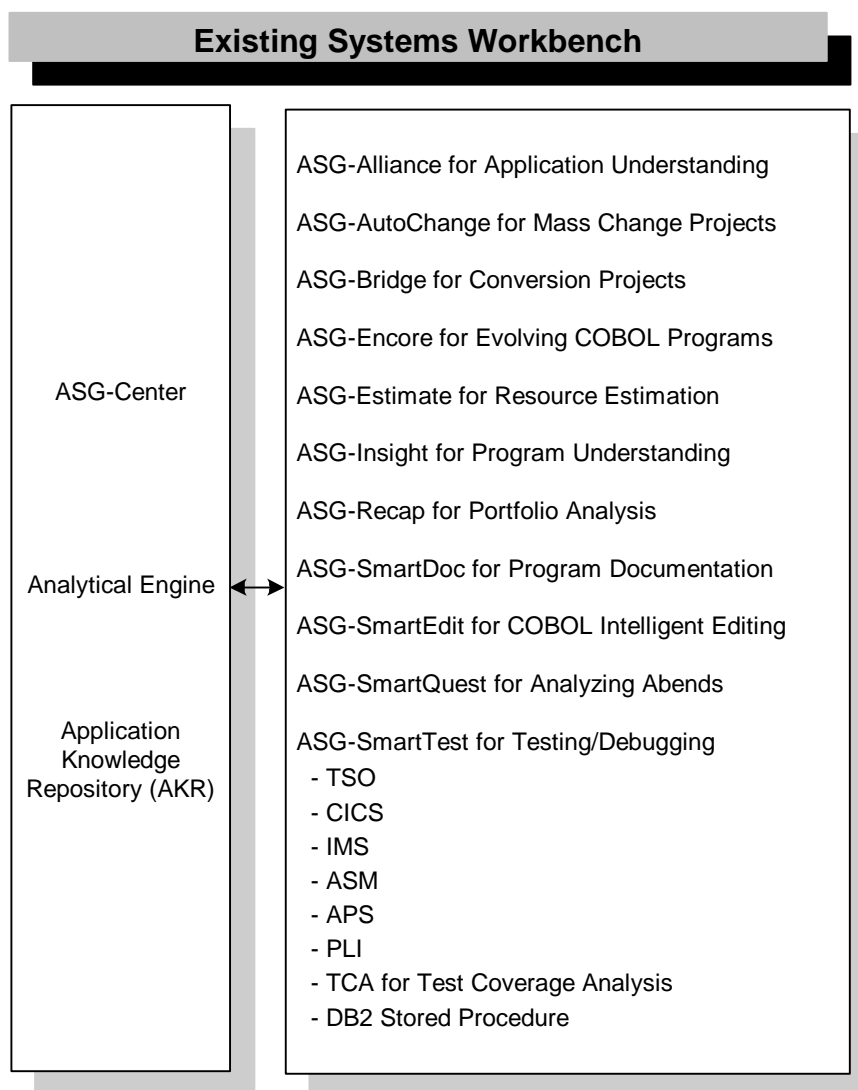 Existing Systems Workbench
ASG-Center
Analytical Engine
Application
Knowledge
Repository (AKR)
ASG-Alliance for Application Understanding
ASG-AutoChange for Mass Change Projects
ASG-Bridge for Conversion Projects
ASG-Encore for Evolving COBOL Programs
ASG-Estimate for Resource Estimation
ASG-Insight for Program Understanding
ASG-Recap for Portfolio Analysis
ASG-SmartDoc for Program Documentation
ASG-SmartEdit for COBOL Intelligent Editing
ASG-SmartQuest for Analyzing Abends
ASG-SmartTest for Testing/Debugging
- TSO
- CICS
- IMS
- ASM
- APS
- PLI
- TCA for Test Coverage Analysis
- DB2 Stored Procedure